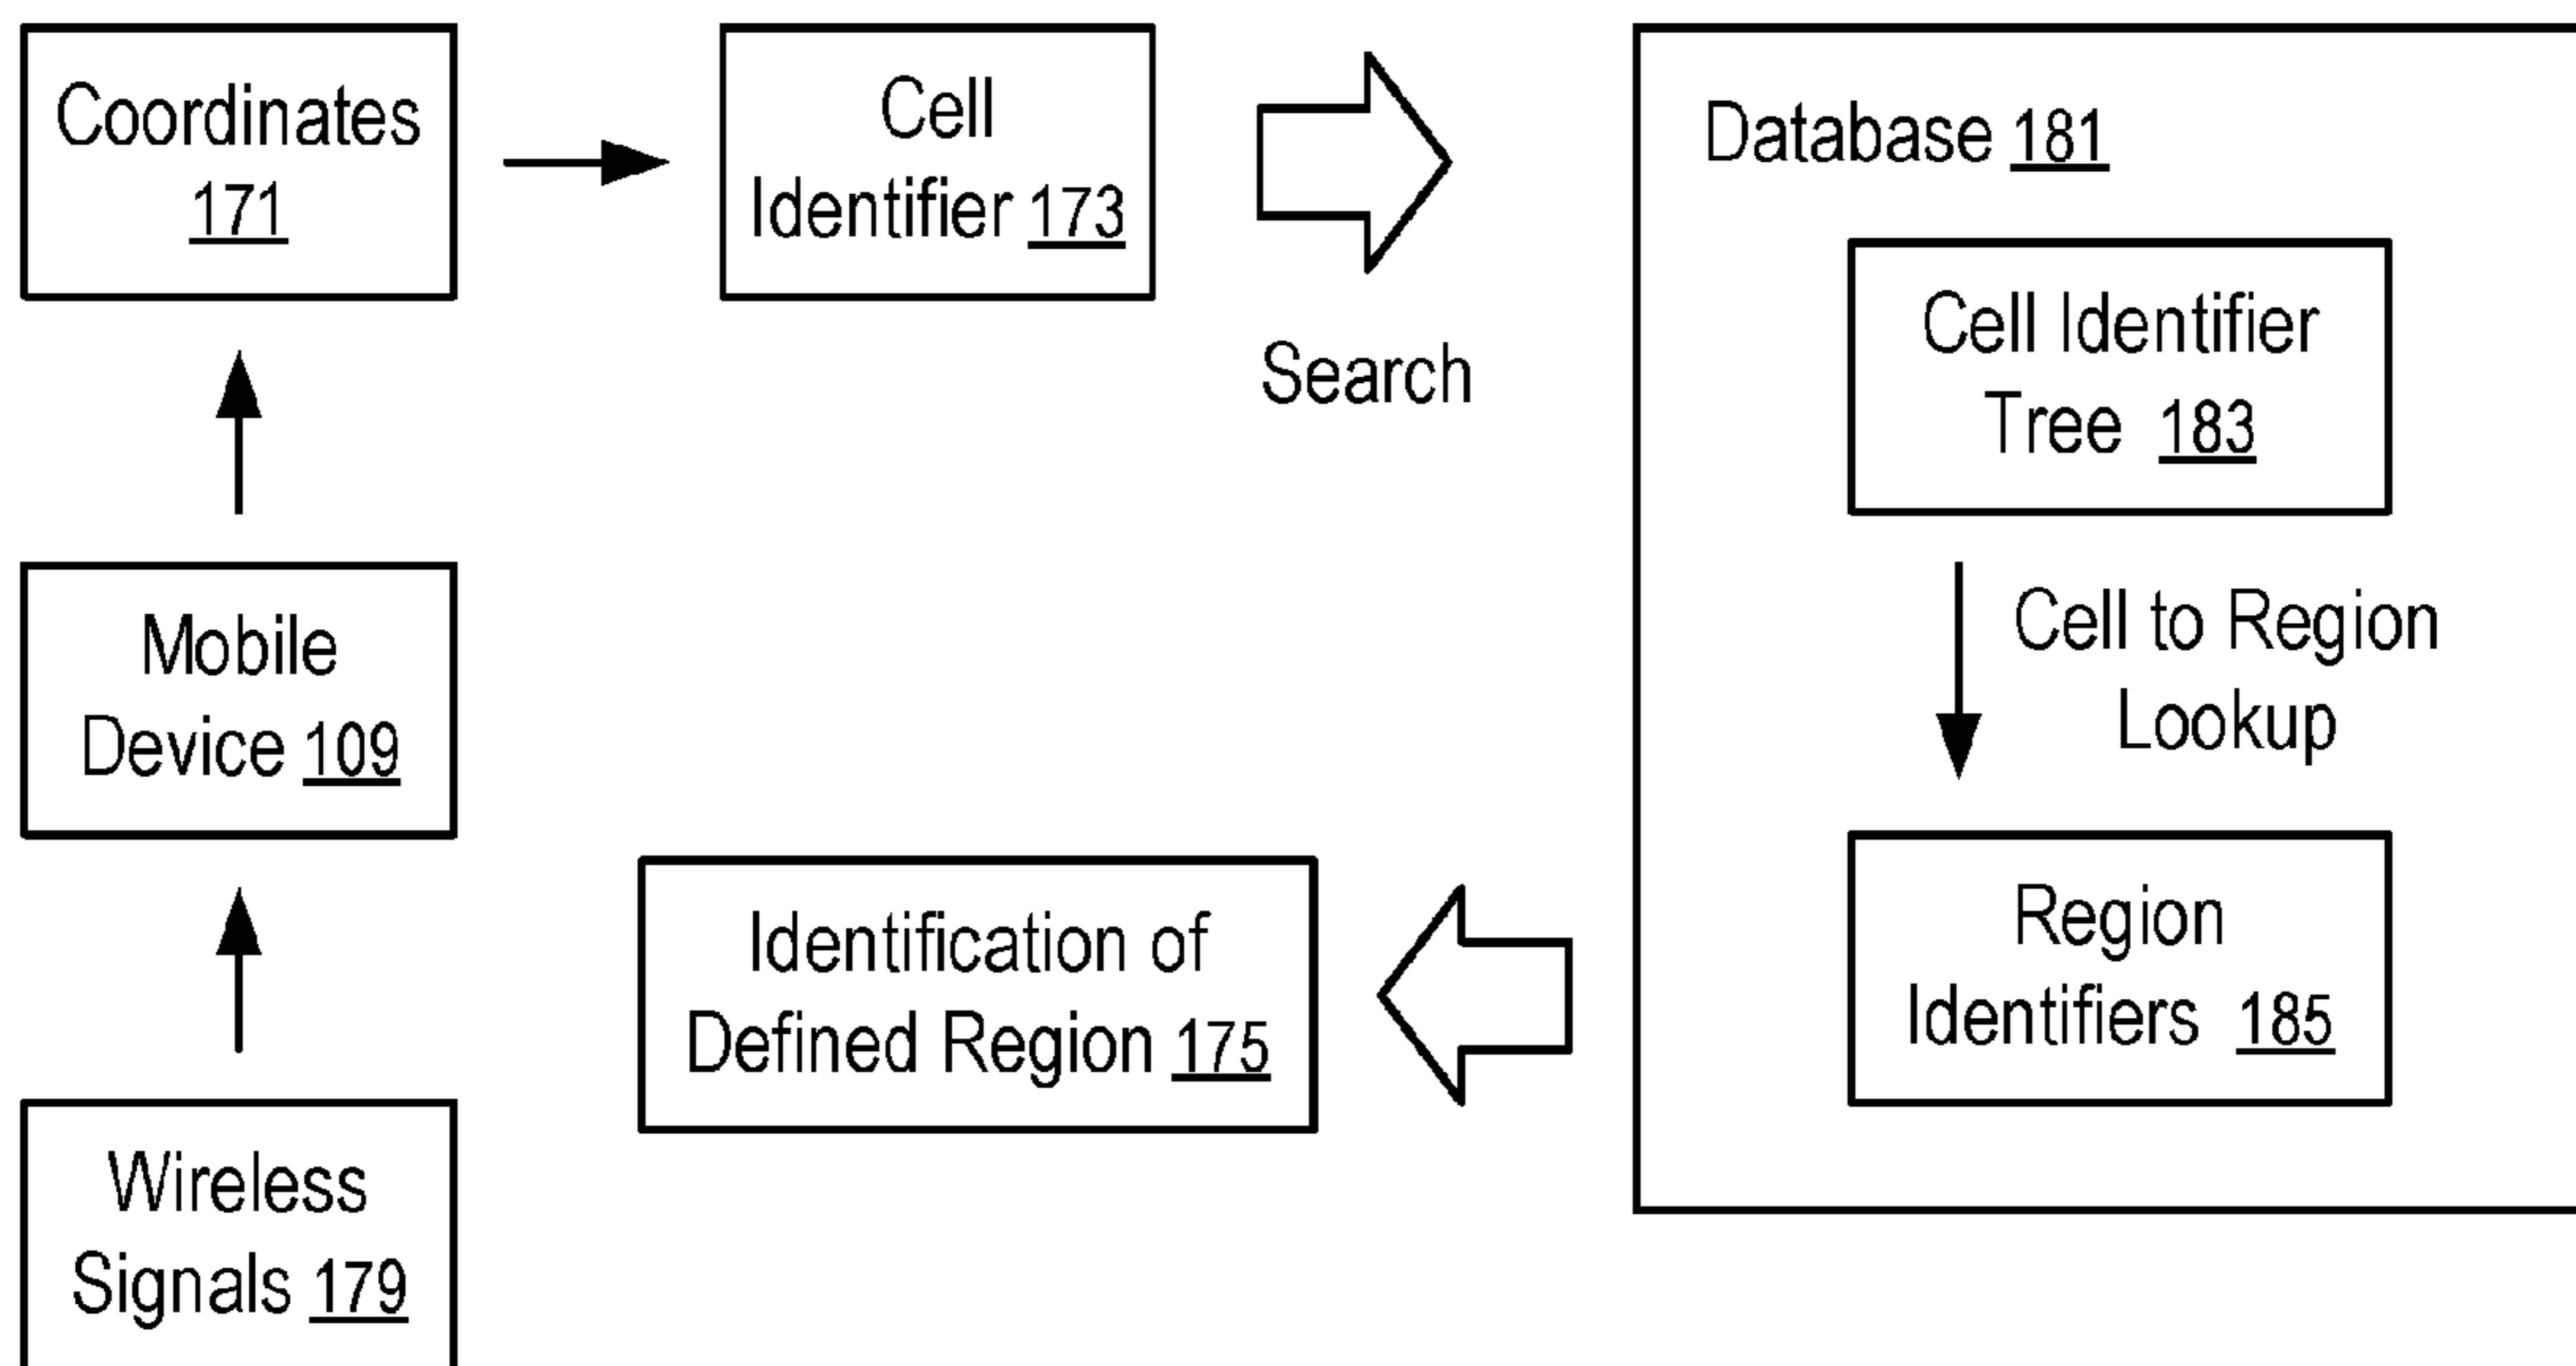 Coordinates
171
Cell
Identifier 173
Search
Database 181
Cell Identifier
Tree 183
Cell to Region
Lookup
Region
Identifiers 185
Mobile
Device 109
Identification of
Defined Region 175
Wireless
Signals 179